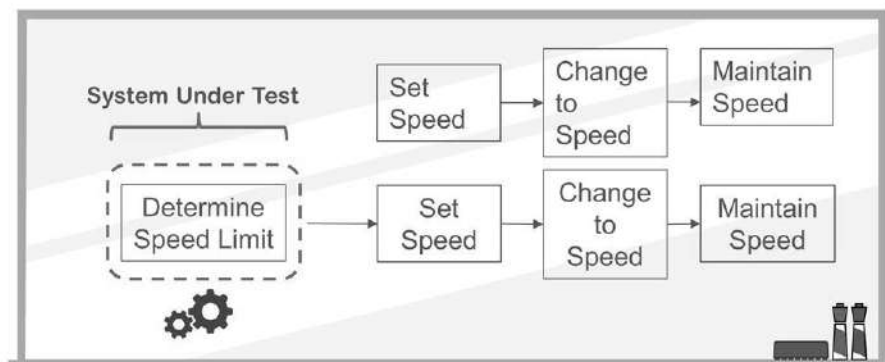 System Under Test
Set
Speed
Change
to
Speed
Maintain
Speed
Determine
Speed Limit
Set
Speed
Change
to
Speed
Maintain
Speed